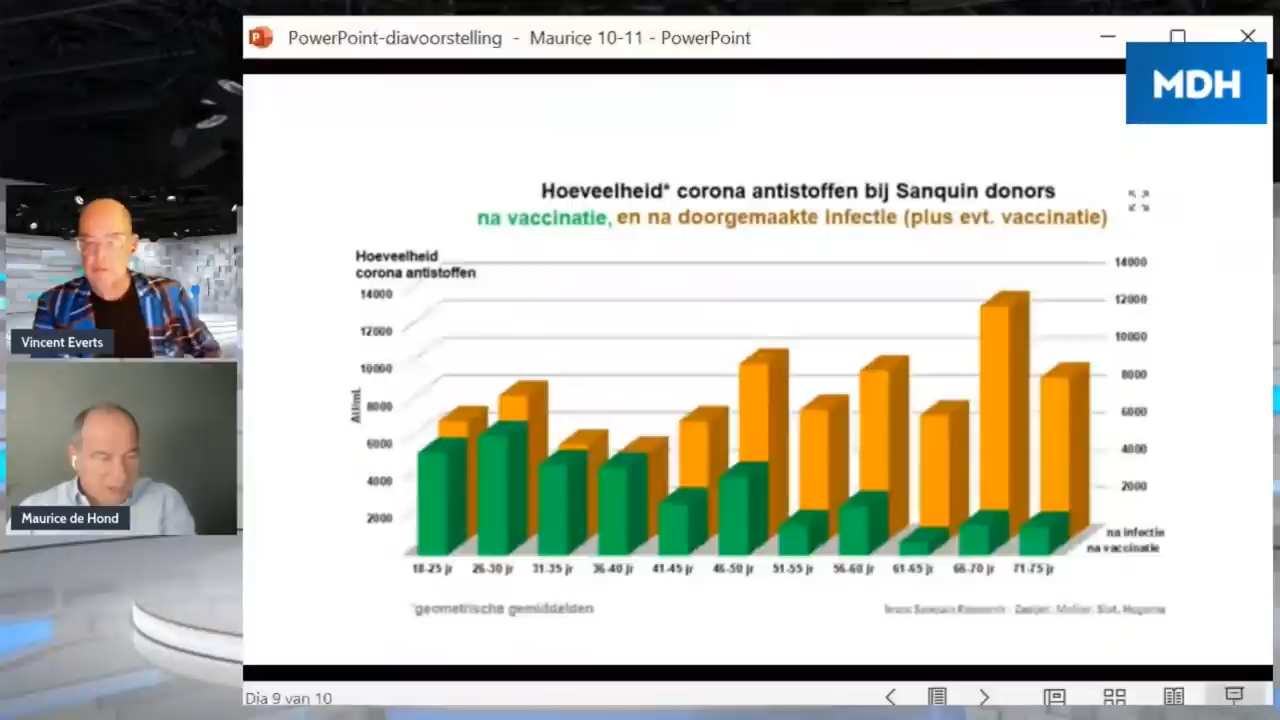 PowerPoint-diavoorstelling - Maurice 10-11 - PowerPoint
MDH
Hoeveelheid* corona antistoffen bij Sanquin donors
na vaccinatie, en na doorgemaakte infectie (plus evt. vaccinatie)
Hoeveelheid
corona antistoffen
14000
12000
10000
8000
6000
4000
2000
AU/mL
14000
12000
10000
8000
6000
4000
2000
na infectie
na vaccinatie
18-25 jr 26-30 jr 31-35 jr 36-40 jr 41-45 jr 46-50 jr 51-55 jr 56-60 jr 61-65 jr 66-70 jr 71-75 jr
*geometrische gemiddelden
Sanquin Research
Vincent Everts
Maurice de Hond
Dia 9 van 10